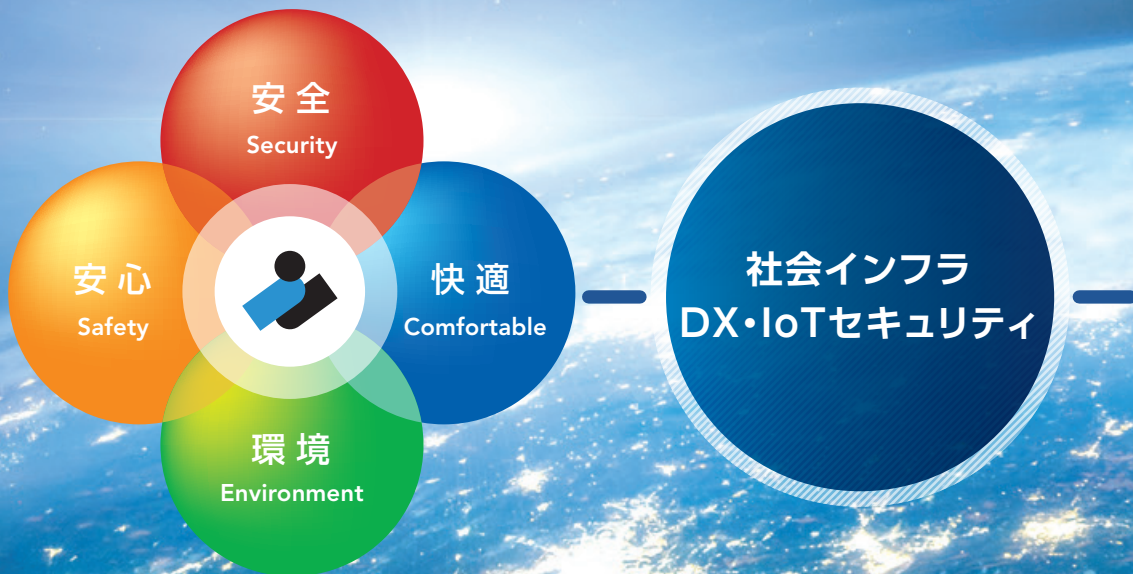 安全
Security
安心
Safety
快適
Comfortable
環境
Environment
社会インフラ
DX・IoTセキュリティ